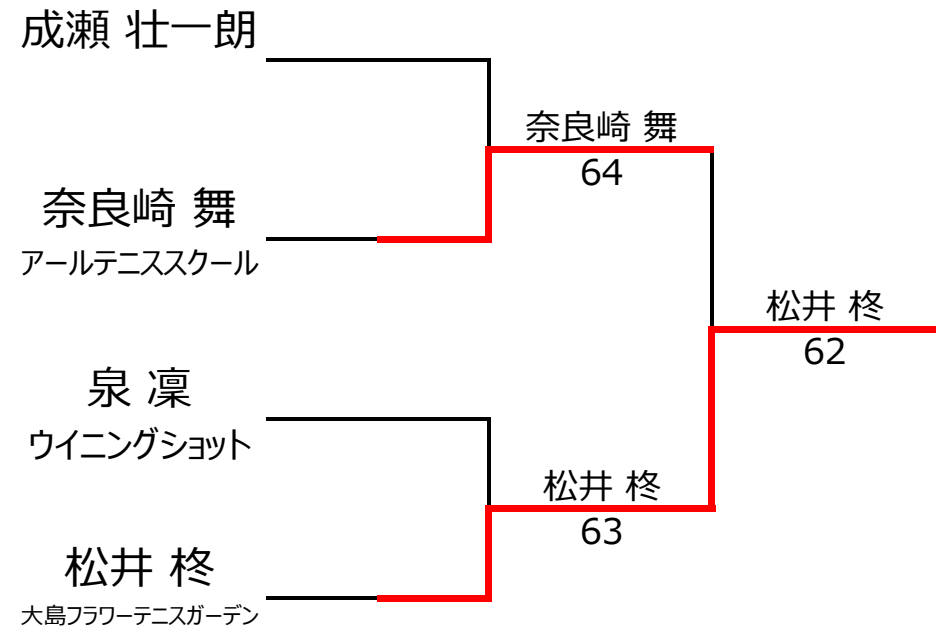 成瀬 壮一朗
奈良崎 舞
64
奈良崎 舞
アールテニススクール
松井 柊
62
泉 凜
ウイニングショット
松井 柊
63
松井 柊
大島フラワーテニスガーデン